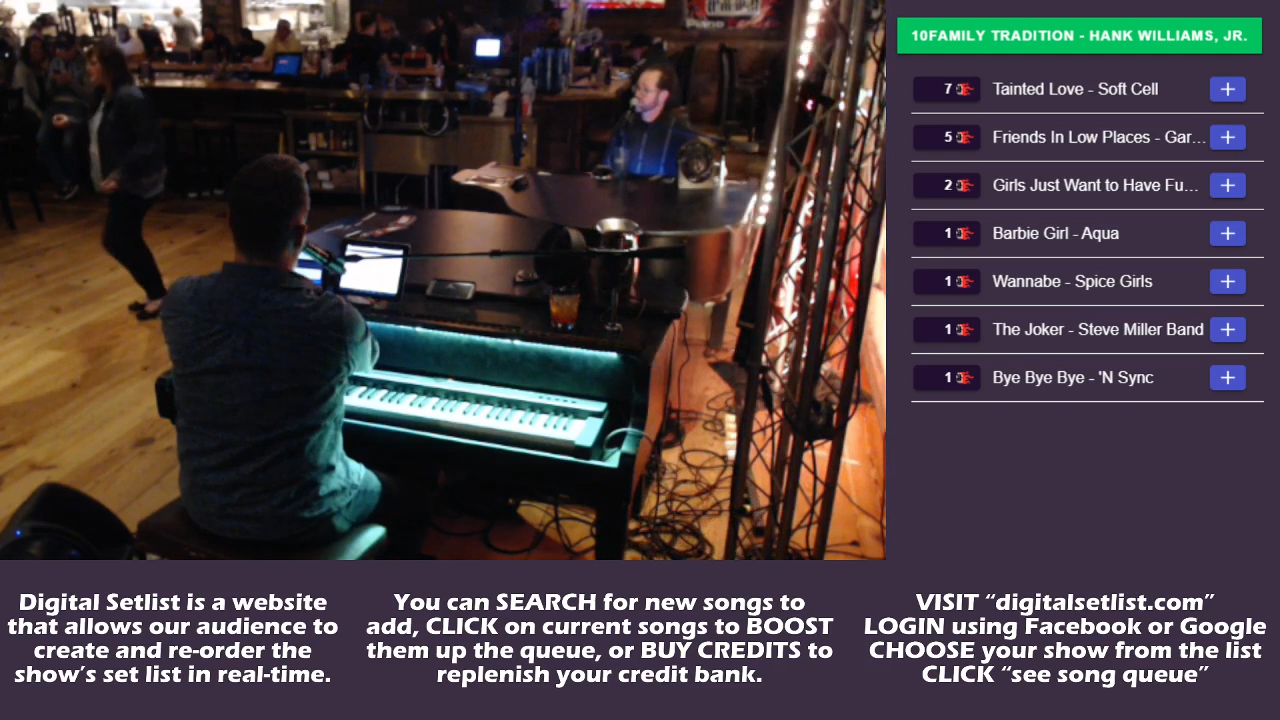 10FAMILY TRADITION - HANK WILLIAMS, JR.
7 Tainted Love - Soft Cell
5 Friends In Low Places - Gar...
2 Girls Just Want to Have Fu...
1 Barbie Girl - Aqua
1 Wannabe - Spice Girls
1 The Joker - Steve Miller Band
1 Bye Bye Bye - 'N Sync
Digital Setlist is a website
that allows our audience to
create and re-order the
show's set list in real-time.
You can SEARCH for new songs to
add, CLICK on current songs to BOOST
them up the queue, or BUY CREDITS to
replenish your credit bank.
VISIT “digitalsetlist.com”
LOGIN using Facebook or Google
CHOOSE your show from the list
CLICK “see song queue”